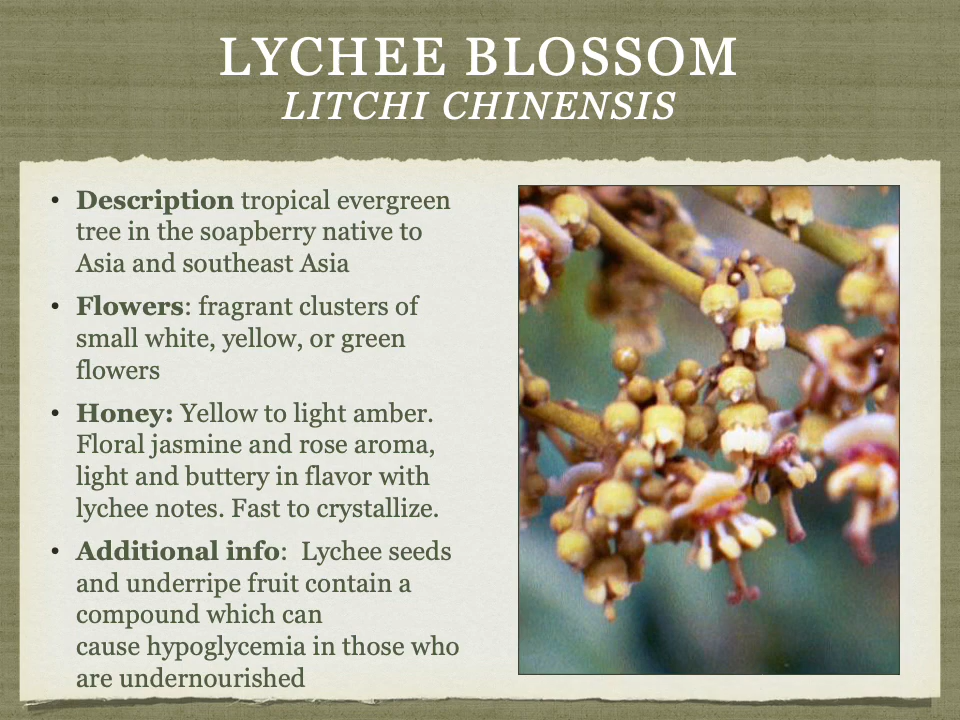 LYCHEE BLOSSOM
LITCHI CHINENSIS
• Description tropical evergreen
tree in the soapberry native to
Asia and southeast Asia
• Flowers: fragrant clusters of
small white, yellow, or green
flowers
• Honey: Yellow to light amber.
Floral jasmine and rose aroma,
light and buttery in flavor with
lychee notes. Fast to crystallize.
• Additional info:  Lychee seeds
and underripe fruit contain a
compound which can
cause hypoglycemia in those who
are undernourished